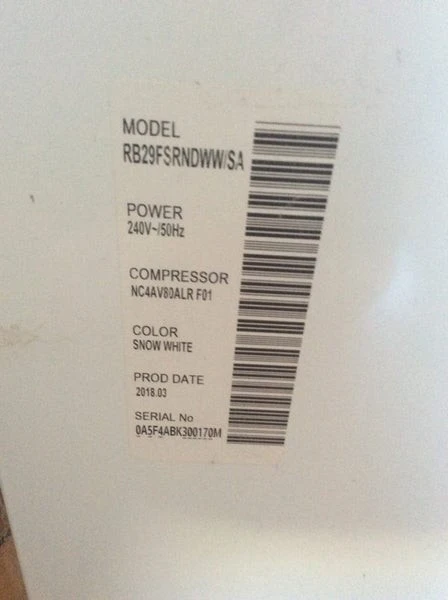 MODEL
RB29FSRNDWW/SA
POWER
240V~/50Hz
COMPRESSOR
NC4AV80ALR F01
COLOR
SNOW WHITE
PROD DATE
2018.03
SERIAL No
0A5F4ABK300170M